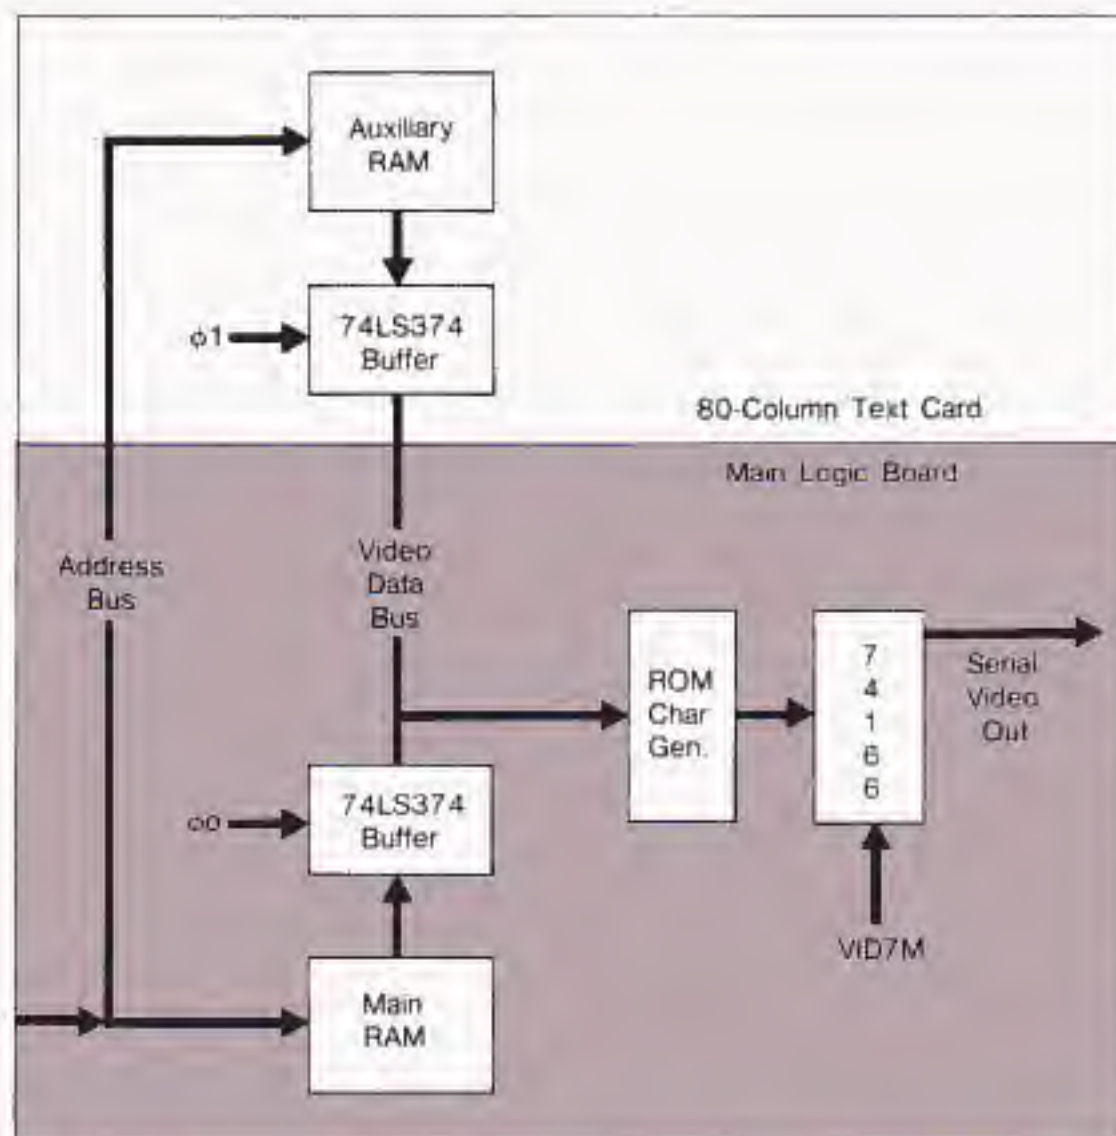 Auxiliary
RAM
ϕ1
74LS374
Buffer
80-Column Text Card
Main Logic Board
Address
Bus
Video
Data
Bus
ROM
Char
Gen.
7
4
1
6
6
Serial
Video
Out
ϕ0
74LS374
Buffer
VID7M
Main
RAM